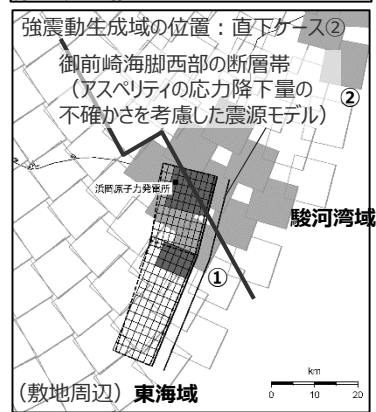 強震動生成域の位置：直下ケース②
御前崎海脚西部の断層帯
（アスペリティの応力降下量の
不確かさを考慮した震源モデル）
②
浜岡原子力発電所
駿河湾域
①
km
0 10 20
（敷地周辺）東海域